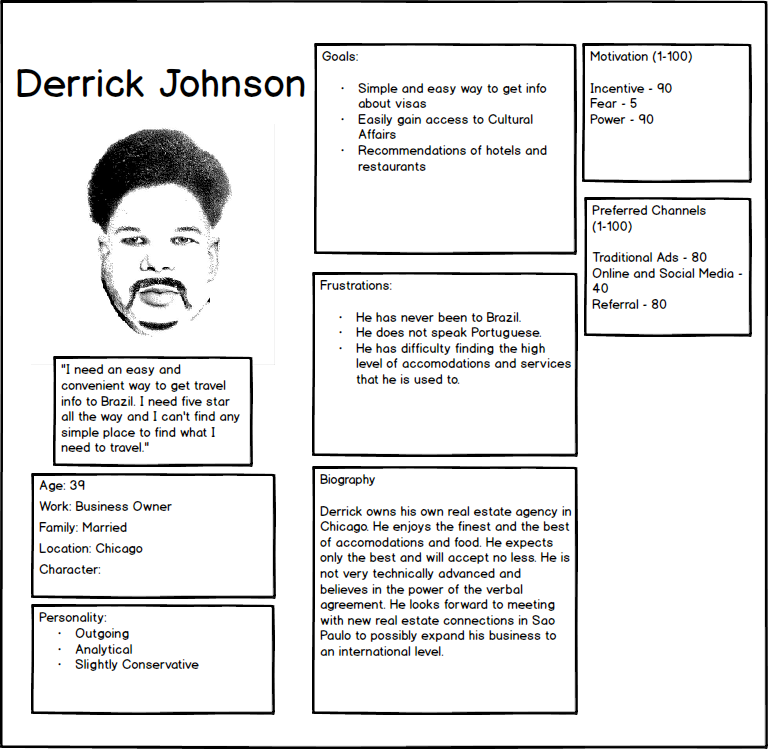 Derrick Johnson
"I need an easy and
convenient way to get travel
info to Brazil. I need five star
all the way and I can't find any
simple place to find what I
need to travel."
Age: 39
Work: Business Owner
Family: Married
Location: Chicago
Character:
Personality:
· Outgoing
· Analytical
· Slightly Conservative
Goals:
· Simple and easy way to get info
about visas
· Easily gain access to Cultural
Affairs
· Recommendations of hotels and
restaurants
Frustrations:
· He has never been to Brazil.
· He does not speak Portuguese.
· He has difficulty finding the high
level of accomodations and services
that he is used to.
Biography
Derrick owns his own real estate agency in
Chicago. He enjoys the finest and the best
of accomodations and food. He expects
only the best and will accept no less. He is
not very technically advanced and
believes in the power of the verbal
agreement. He looks forward to meeting
with new real estate connections in Sao
Paulo to possibly expand his business to
an international level.
Motivation (1-100)
Incentive - 90
Fear - 5
Power - 90
Preferred Channels
(1-100)
Traditional Ads - 80
Online and Social Media -
40
Referral - 80